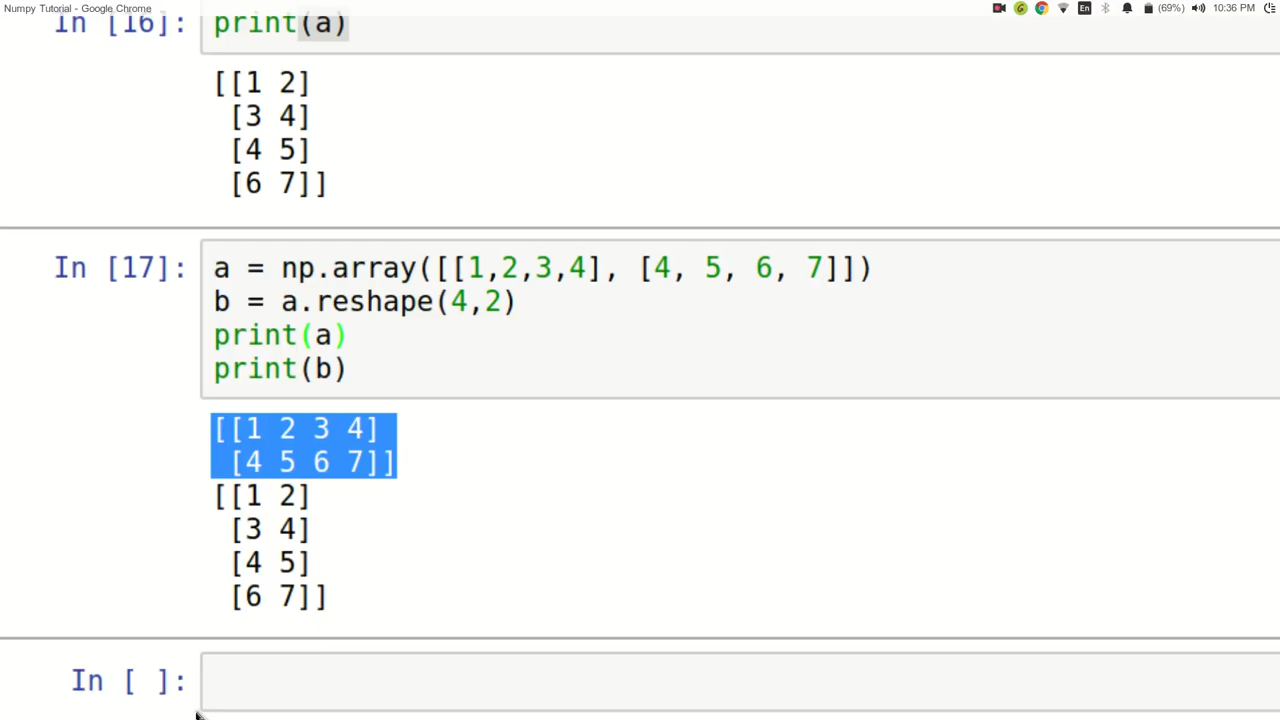 Numpy Tutorial - Google Chrome
En (69%) 10:36 PM
In [16]: print(a)
[[1 2]
 [3 4]
 [4 5]
 [6 7]]
In [17]: a = np.array([[1,2,3,4], [4, 5, 6, 7]])
b = a.reshape(4,2)
print(a)
print(b)
[[1 2 3 4]
 [4 5 6 7]]
[[1 2]
 [3 4]
 [4 5]
 [6 7]]
In [ ]: